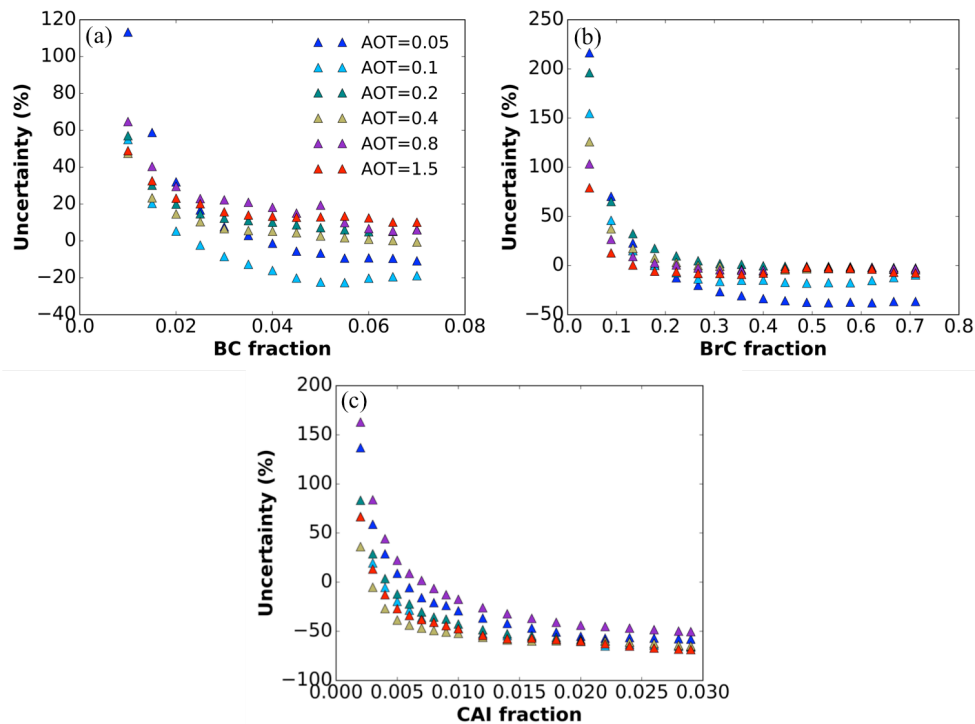 (a)
120
100
80
60
40
20
0
−20
−40
Uncertainty (%)
AOT=0.05
AOT=0.1
AOT=0.2
AOT=0.4
AOT=0.8
AOT=1.5
0.0 0.02 0.04 0.06 0.08
BC fraction
(b)
250
200
150
100
50
0
−50
Uncertainty (%)
0.0 0.1 0.2 0.3 0.4 0.5 0.6 0.7 0.8
BrC fraction
(c)
200
150
100
50
0
−50
−100
Uncertainty (%)
0.000 0.005 0.010 0.015 0.020 0.025 0.030
CAI fraction